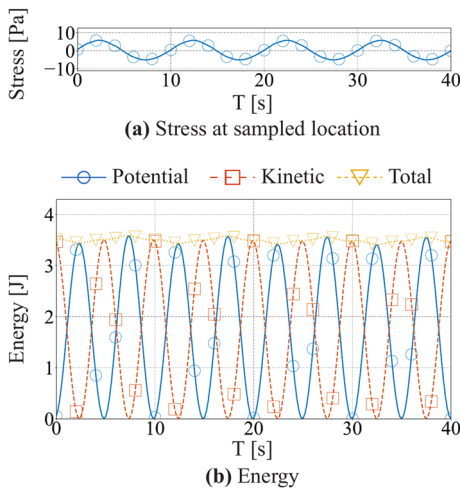 Stress [Pa]
10
0
−10
0 10 20 30 40
T [s]
(a) Stress at sampled location
Potential Kinetic Total
Energy [J]
4
3
2
1
0
0 10 20 30 40
T [s]
(b) Energy